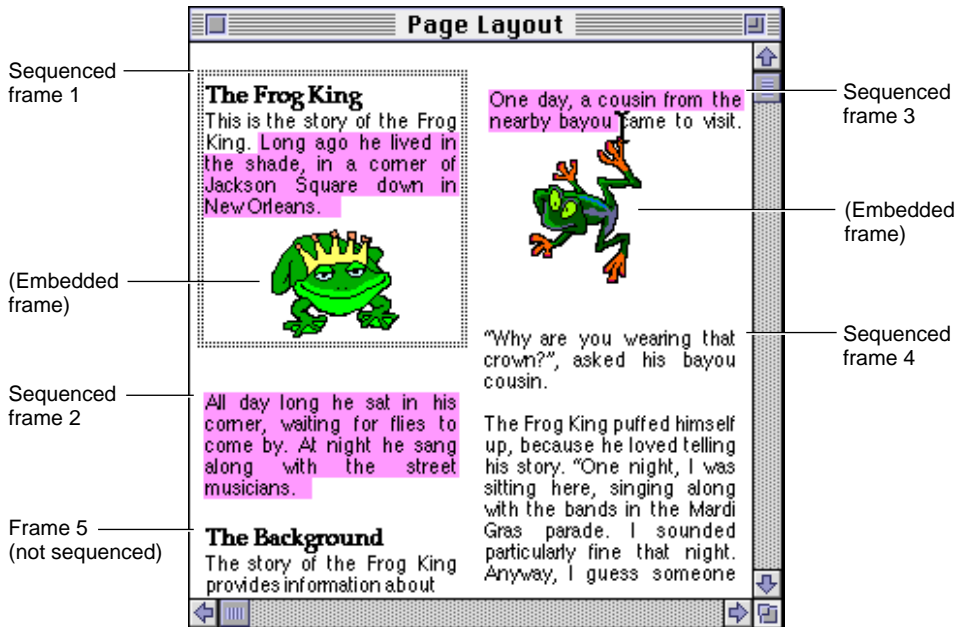 Page Layout
Sequenced
frame 1
The Frog King
This is the story of the Frog
King. Long ago he lived in
the shade, in a corner of
Jackson Square down in
New Orleans.
(Embedded
frame)
Sequenced
frame 2
All day long he sat in his
corner, waiting for flies to
come by. At night he sang
along with the street
musicians.
Frame 5
(not sequenced)
The Background
The story of the Frog King
provides information about
One day, a cousin from the
nearby bayou came to visit.
Sequenced
frame 3
(Embedded
frame)
"Why are you wearing that
crown?", asked his bayou
cousin.
Sequenced
frame 4
The Frog King puffed himself
up, because he loved telling
his story. "One night, I was
sitting here, singing along
with the bands in the Mardi
Gras parade. I sounded
particularly fine that night.
Anyway, I guess someone